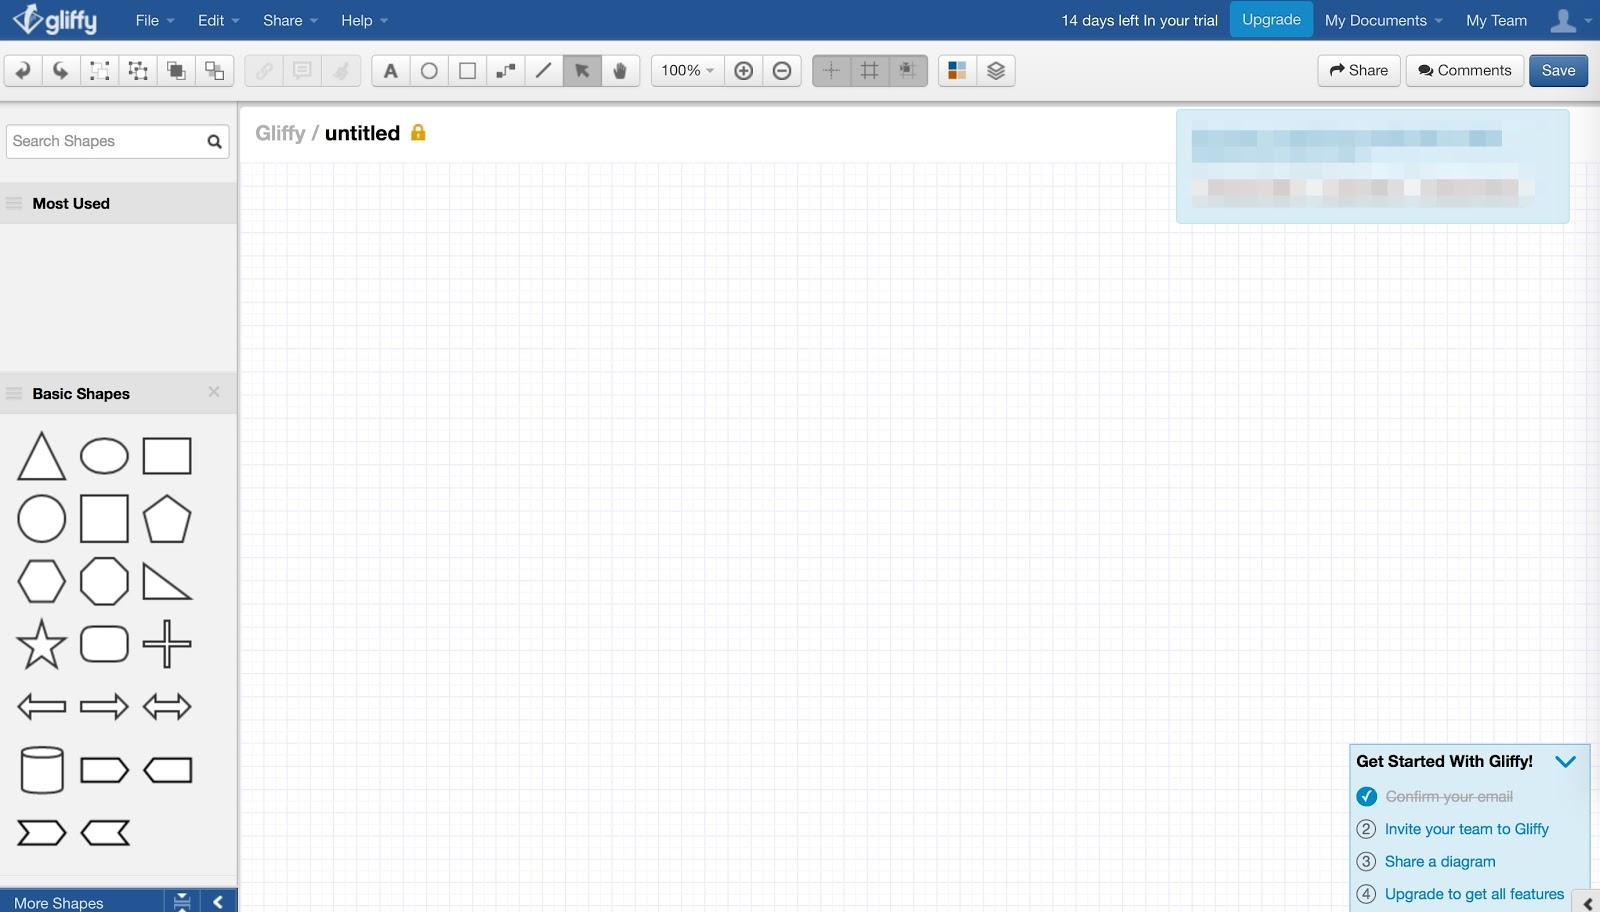 gliffy File Edit Share Help 14 days left In your trial Upgrade My Documents My Team
A 100% Share Comments Save
Gliffy / untitled
Search Shapes
Most Used
Basic Shapes
More Shapes
Get Started With Gliffy!
Confirm your email
2 Invite your team to Gliffy
3 Share a diagram
4 Upgrade to get all features